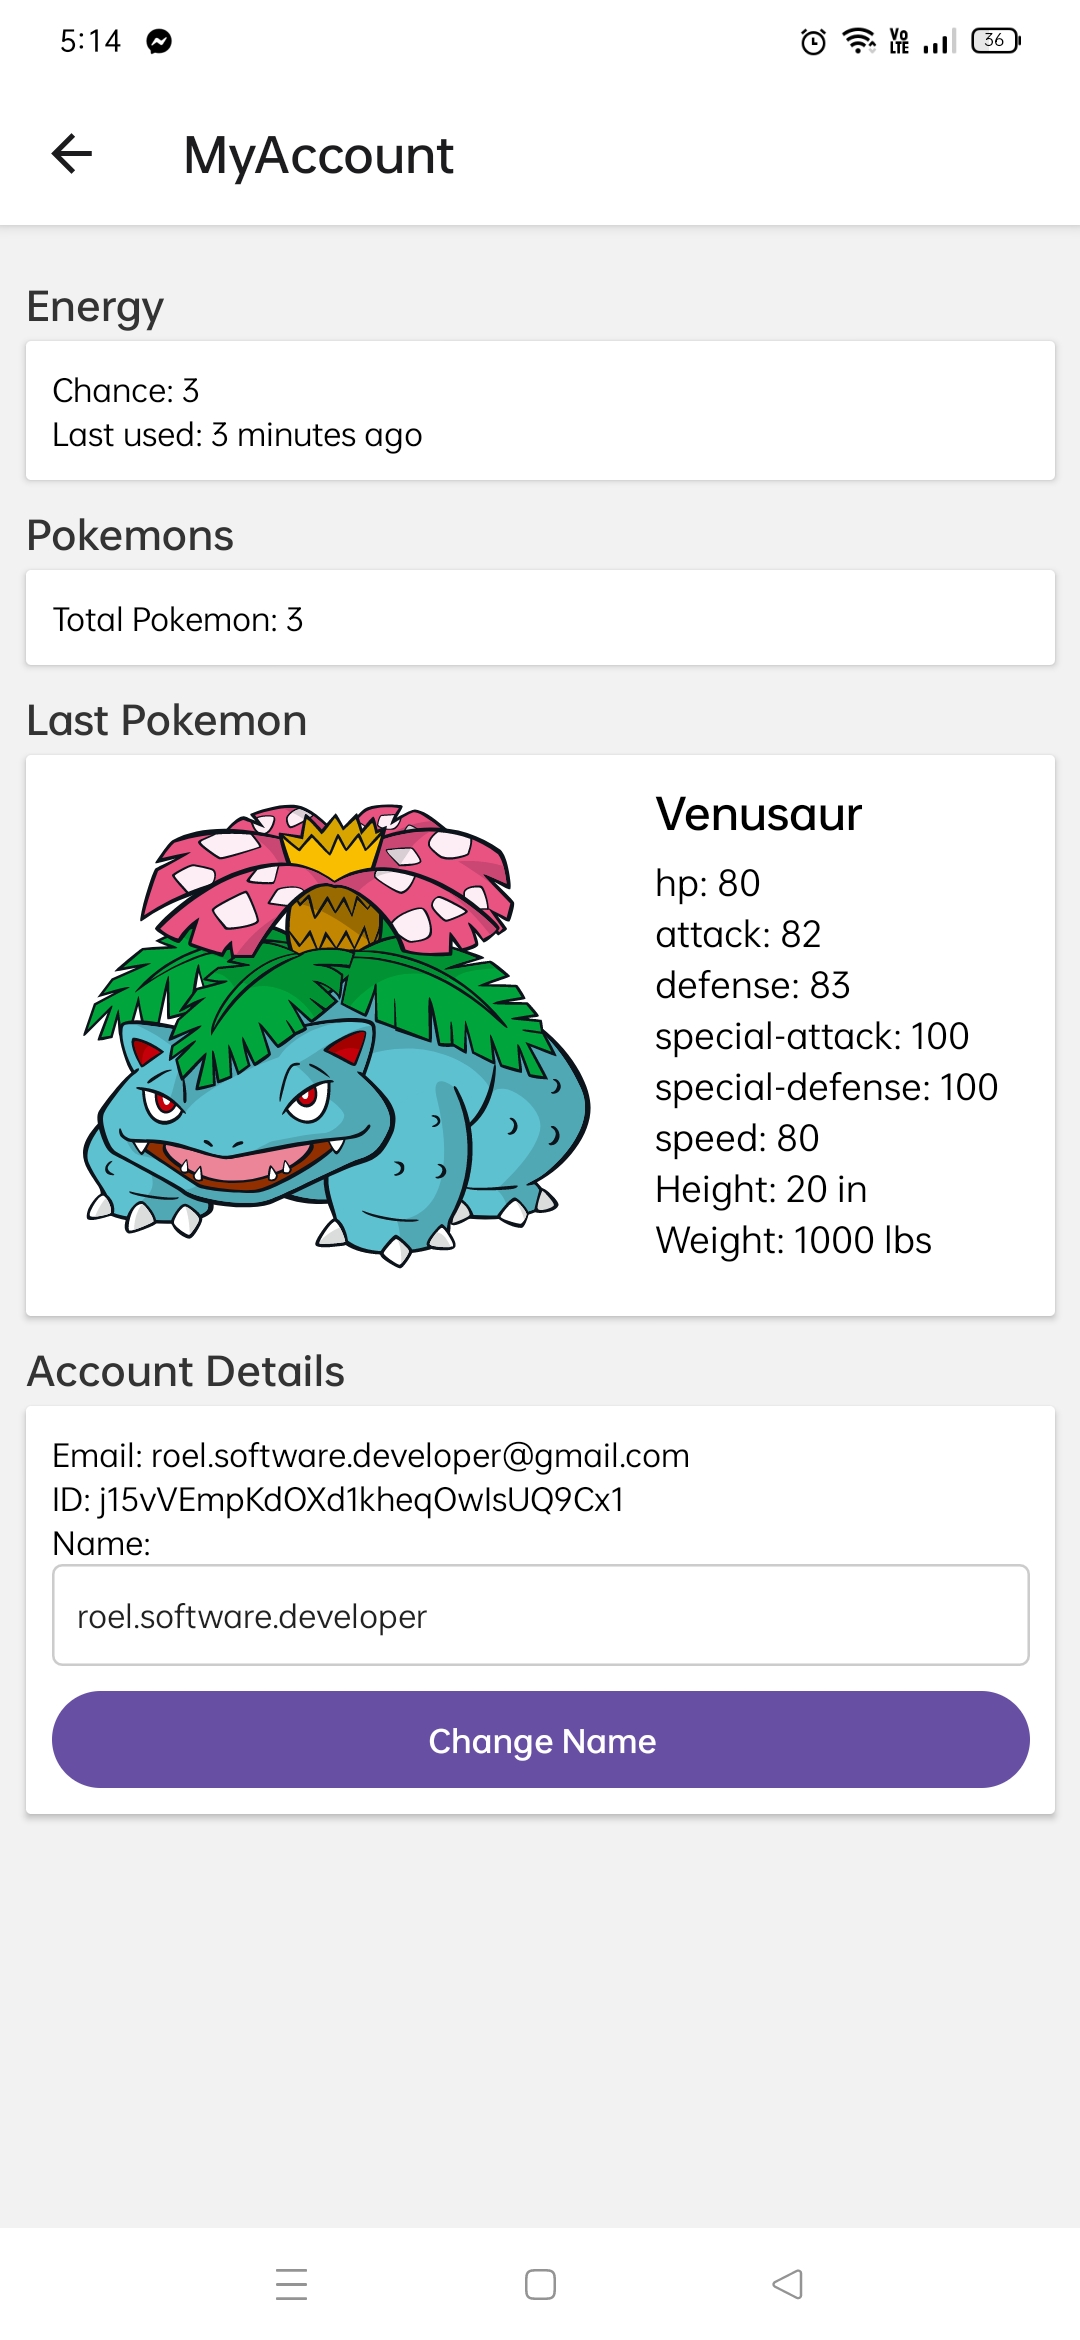 5:14
Vo LTE
36
MyAccount
Energy
Chance: 3
Last used: 3 minutes ago
Pokemons
Total Pokemon: 3
Last Pokemon
Venusaur
hp: 80
attack: 82
defense: 83
special-attack: 100
special-defense: 100
speed: 80
Height: 20 in
Weight: 1000 lbs
Account Details
Email: roel.software.developer@gmail.com
ID: j15vVEmpKdOXd1kheqOwIsUQ9Cx1
Name:
roel.software.developer
Change Name